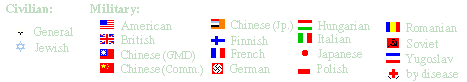 Civilian:
General
Jewish
Military:
American
British
Chinese (GMD)
Chinese (Comm.)
Chinese (Jp.)
Finnish
French
German
Hungarian
Italian
Japanese
Polish
Romanian
Soviet
Yugoslav
by disease